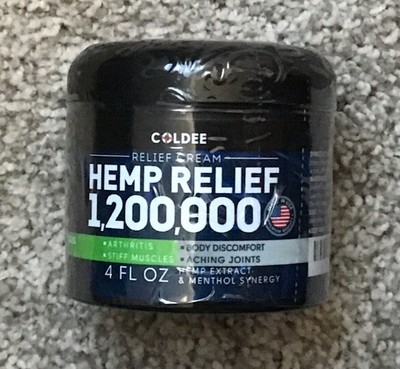 COLDEE
RELIEF CREAM
HEMP RELIEF
1,200,000
•ARTHRITIS
•STIFF MUSCLES
•BODY DISCOMFORT
•ACHING JOINTS
4 FL OZ
HEMP EXTRACT
& MENTHOL SYNERGY